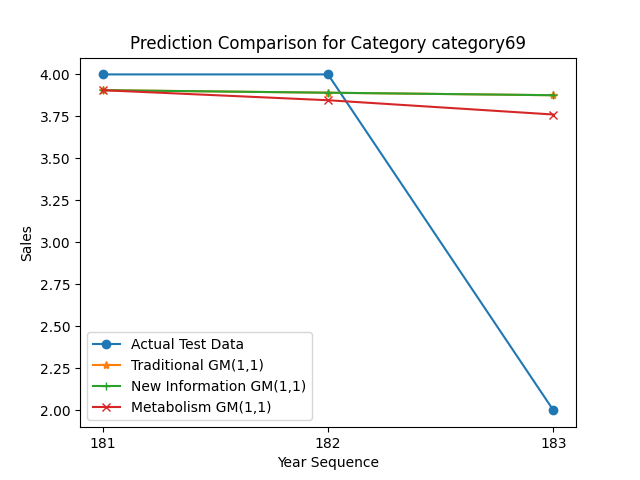 Prediction Comparison for Category category69
4.00
3.75
3.50
3.25
3.00
2.75
2.50
2.25
2.00
Sales
Actual Test Data
Traditional GM(1,1)
New Information GM(1,1)
Metabolism GM(1,1)
181
182
183
Year Sequence